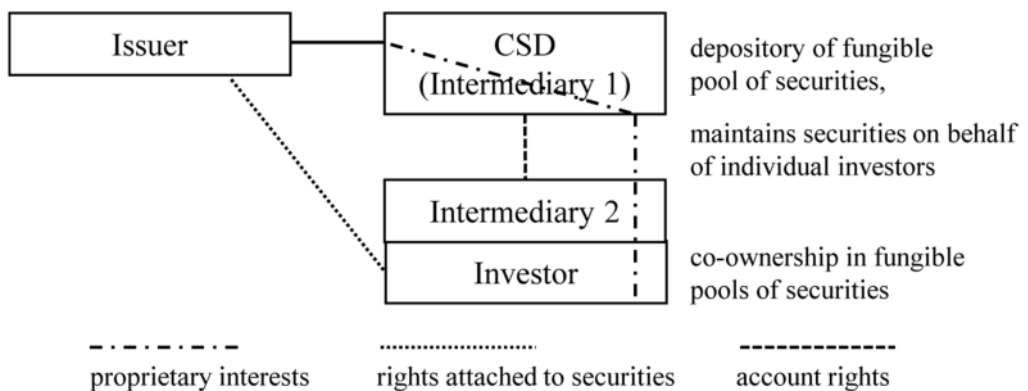 Issuer
CSD
(Intermediary 1)
depository of fungible
pool of securities,
maintains securities on behalf
of individual investors
Intermediary 2
Investor
co-ownership in fungible
pools of securities
proprietary interests
rights attached to securities
account rights